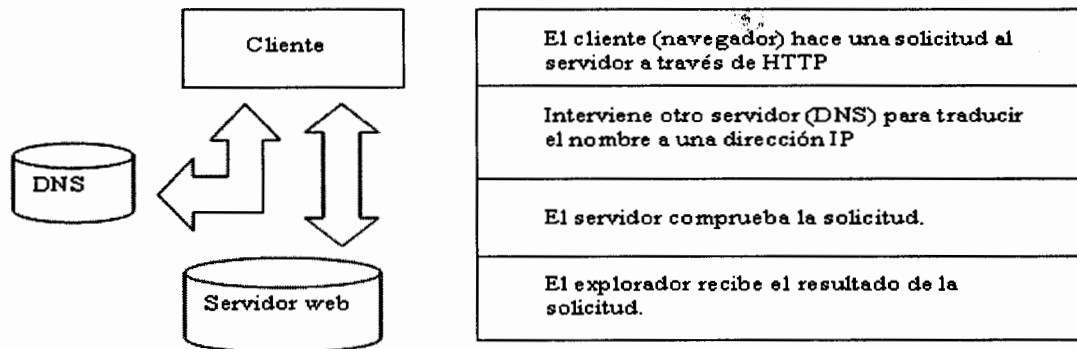 Cliente
DNS
Servidor web
El cliente (navegador) hace una solicitud al
servidor a través de HTTP
Interviene otro servidor (DNS) para traducir
el nombre a una dirección IP
El servidor comprueba la solicitud.
El explorador recibe el resultado de la
solicitud.